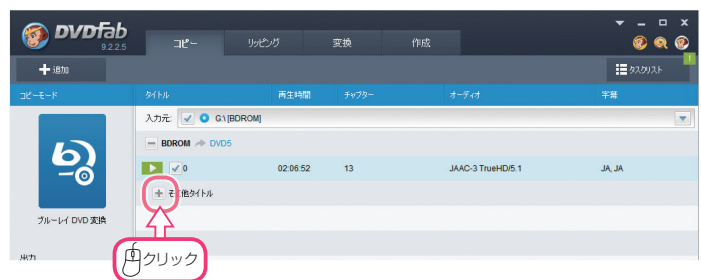 DVDFab
9.2.2.5
コピー リッピング 変換 作成
追加 1 タスクリスト
コピーモード タイトル 再生時間 チャプター オーディオ 字幕
入力元: G:\ [BDROM]
BDROM DVD5
0 02:06:52 13 JAAC-3 TrueHD/5.1 JA, JA
その他タイトル
ブルーレイ DVD 変換
クリック
出力